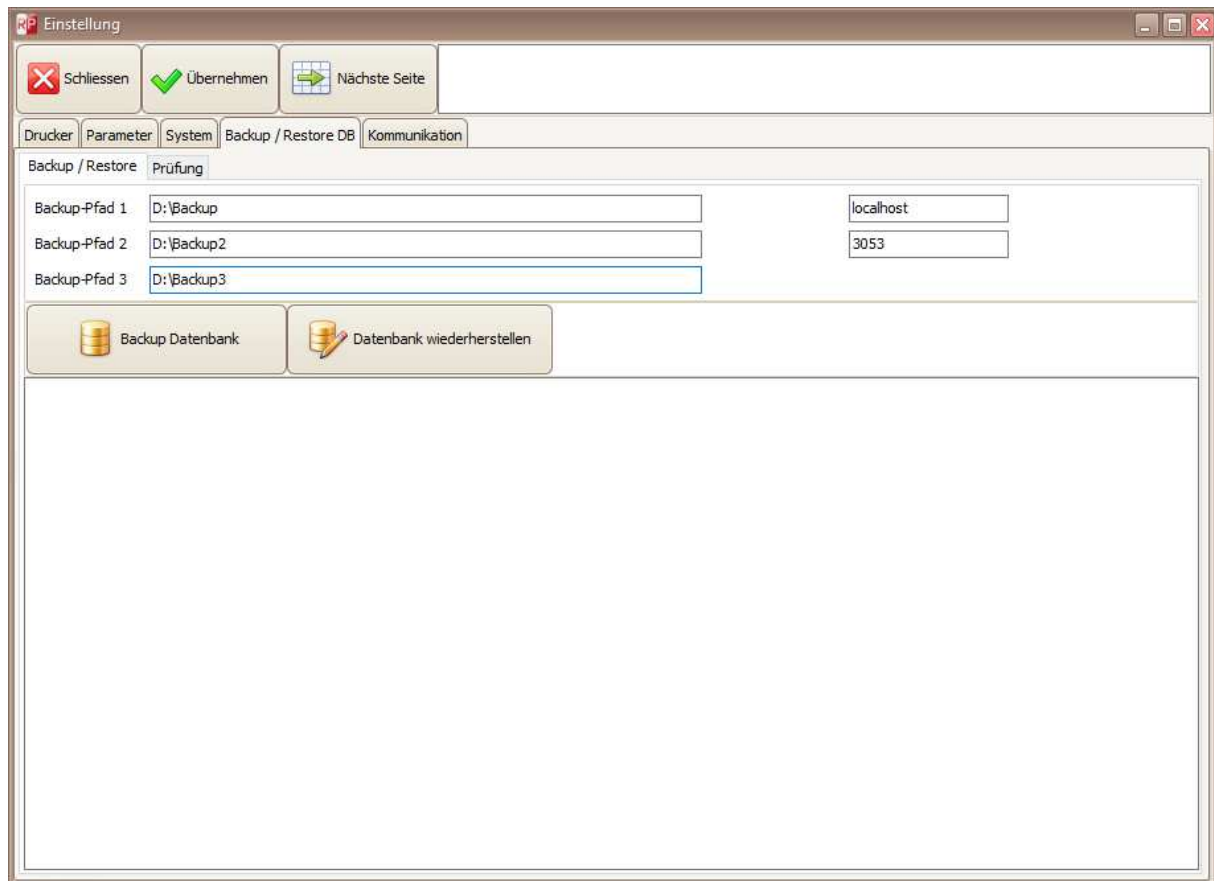 RP Einstellung
Schliessen Übernehmen Nächste Seite
Drucker Parameter System Backup / Restore DB Kommunikation
Backup / Restore Prüfung
Backup-Pfad 1 D:\Backup localhost
Backup-Pfad 2 D:\Backup2 3053
Backup-Pfad 3 D:\Backup3
Backup Datenbank Datenbank wiederherstellen